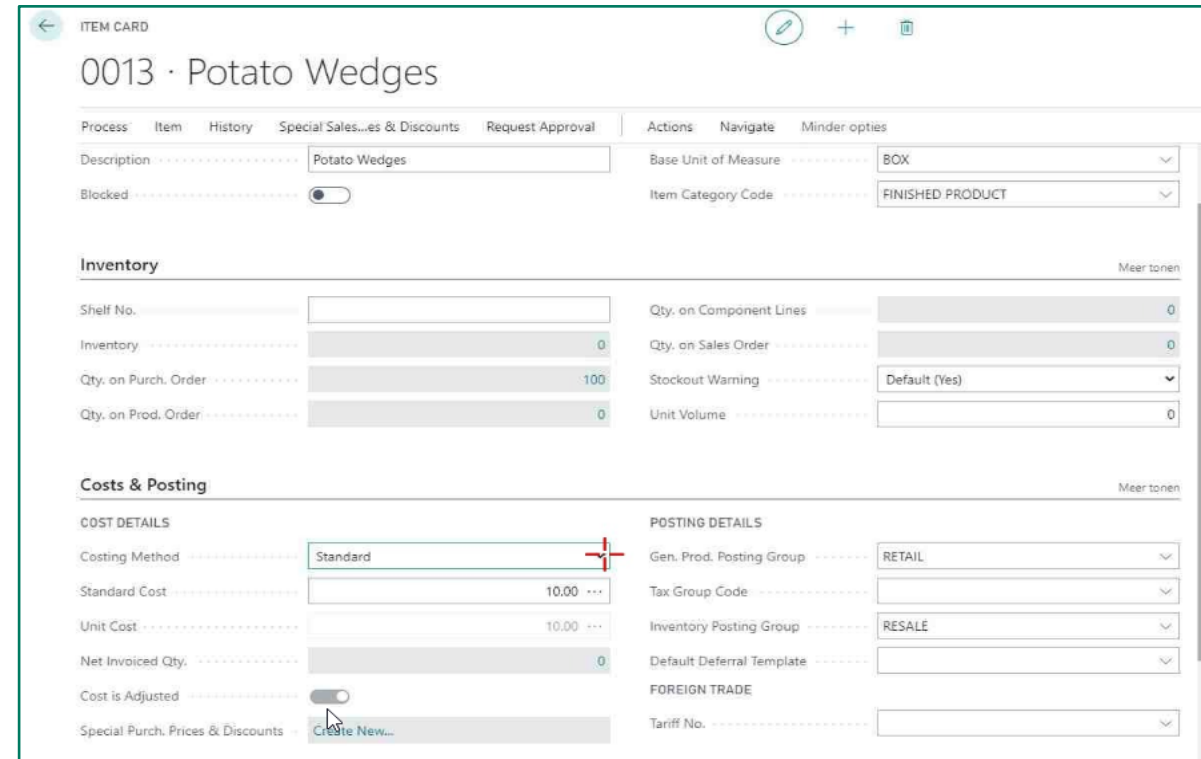 ITEM CARD
0013 · Potato Wedges
Process Item History Special Sales...es & Discounts Request Approval Actions Navigate Minder opties
Description Potato Wedges Base Unit of Measure BOX
Blocked Item Category Code FINISHED PRODUCT
Inventory Meer tonen
Shelf No. Qty. on Component Lines 0
Inventory 0 Qty. on Sales Order 0
Qty. on Purch. Order 100 Stockout Warning Default (Yes)
Qty. on Prod. Order 0 Unit Volume 0
Costs & Posting Meer tonen
COST DETAILS POSTING DETAILS
Costing Method Standard Gen. Prod. Posting Group RETAIL
Standard Cost 10.00 ... Tax Group Code
Unit Cost 10.00 ... Inventory Posting Group RESALE
Net Invoiced Qty. 0 Default Deferral Template
Cost is Adjusted FOREIGN TRADE
Special Purch. Prices & Discounts Create New... Tariff No.